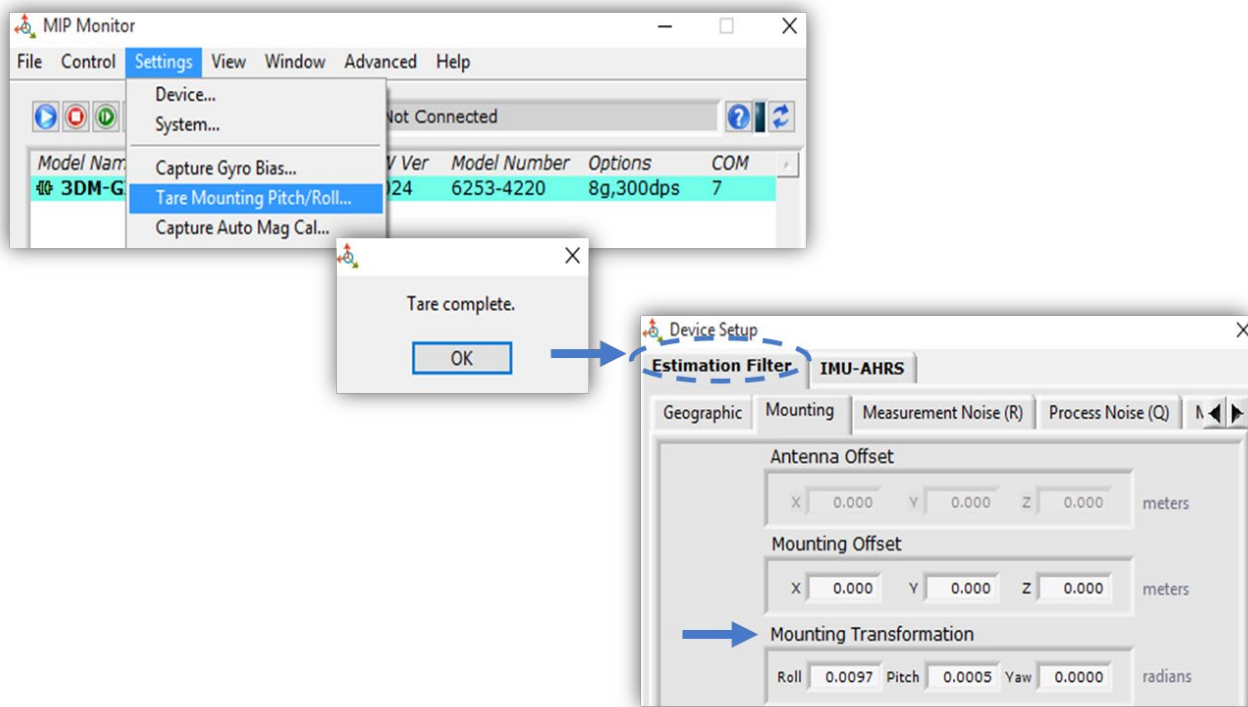 MIP Monitor
File Control Settings View Window Advanced Help
Device...
System...
Not Connected
Model Nam V Ver Model Number Options COM
3DM-G 024 6253-4220 8g,300dps 7
Capture Gyro Bias...
Tare Mounting Pitch/Roll...
Capture Auto Mag Cal...
Tare complete.
OK
Device Setup
Estimation Filter IMU-AHRS
Geographic Mounting Measurement Noise (R) Process Noise (Q)
Antenna Offset
X 0.000 Y 0.000 Z 0.000 meters
Mounting Offset
X 0.000 Y 0.000 Z 0.000 meters
Mounting Transformation
Roll 0.0097 Pitch 0.0005 Yaw 0.0000 radians